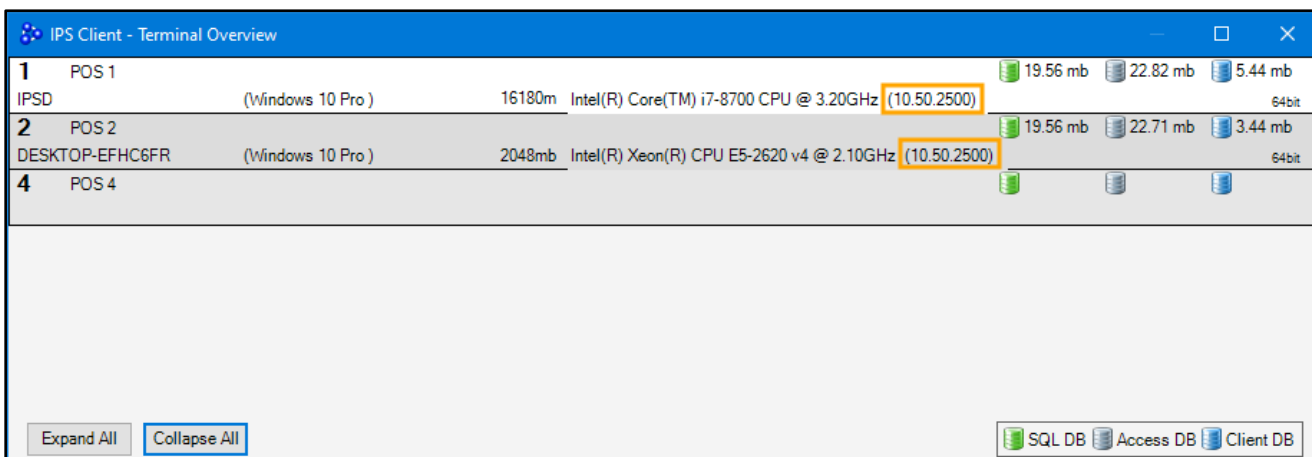 IPS Client - Terminal Overview
1 POS 1 19.56 mb 22.82 mb 5.44 mb
IPSD (Windows 10 Pro ) 16180m Intel(R) Core(TM) i7-8700 CPU @ 3.20GHz (10.50.2500) 64bit
2 POS 2 19.56 mb 22.71 mb 3.44 mb
DESKTOP-EFHC6FR (Windows 10 Pro ) 2048mb Intel(R) Xeon(R) CPU E5-2620 v4 @ 2.10GHz (10.50.2500) 64bit
4 POS 4
Expand All Collapse All SQL DB Access DB Client DB